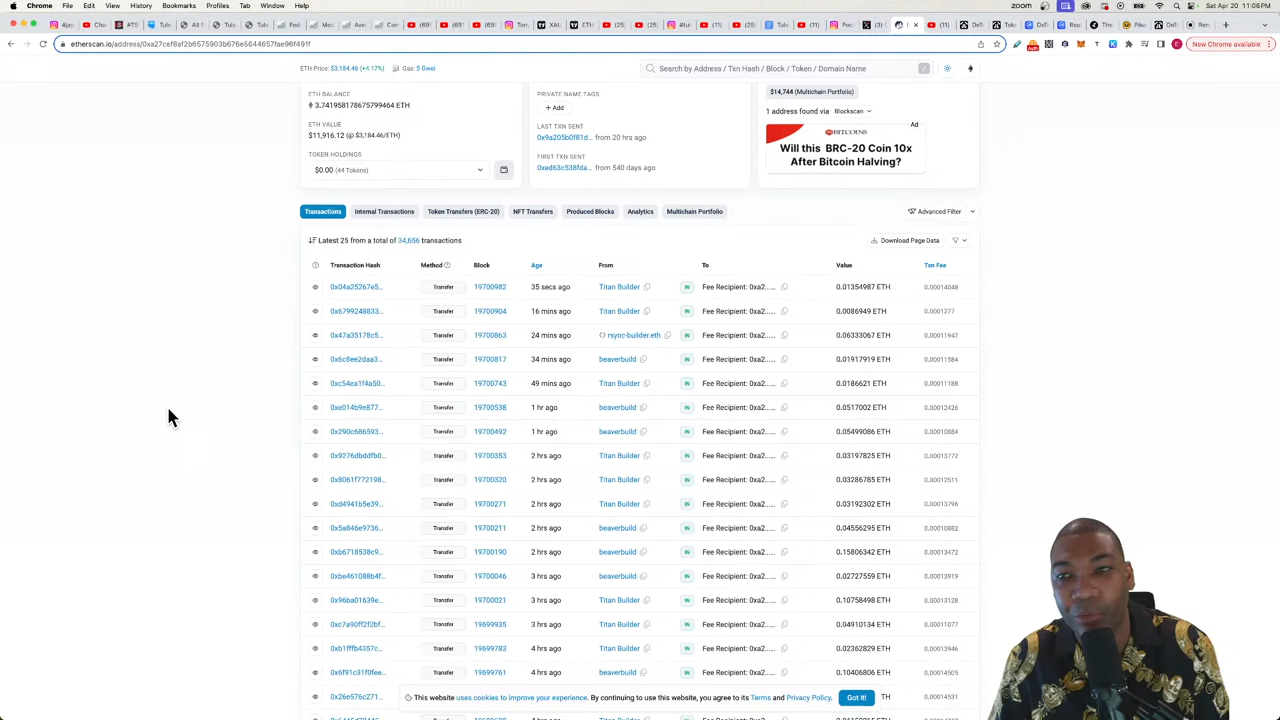 Chrome File Edit View History Bookmarks Profiles Tab Window Help zoom Sat Apr 20 11:06PM
etherscan.io/address/0xa27cef8af2b6575903b676e5644657fae96f491f New Chrome available
ETH Price: $3,184.46 (+4.17%) Gas: 5 Gwei Search by Address / Txn Hash / Block / Token / Domain Name /
ETH BALANCE PRIVATE NAME TAGS $14,744 (Multichain Portfolio)
3.741958178675799464 ETH + Add 1 address found via Blockscan
ETH VALUE LAST TXN SENT Ad
$11,916.12 (@ $3,184.46/ETH) 0x9a205b0f81d... from 20 hrs ago BITCOINS
TOKEN HOLDINGS FIRST TXN SENT Will this BRC-20 Coin 10x
$0.00 (44 Tokens) 0xed63c538fda... from 540 days ago After Bitcoin Halving?
Transactions Internal Transactions Token Transfers (ERC-20) NFT Transfers Produced Blocks Analytics Multichain Portfolio Advanced Filter
Latest 25 from a total of 34,656 transactions Download Page Data
Transaction Hash Method Block Age From To Value Txn Fee
0x04a25267e5... Transfer 19700982 35 secs ago Titan Builder IN Fee Recipient: 0xa2...... 0.01354987 ETH 0.00014048
0x6799248833... Transfer 19700904 16 mins ago Titan Builder IN Fee Recipient: 0xa2...... 0.0086949 ETH 0.0001277
0x47a35178c5... Transfer 19700863 24 mins ago rsync-builder.eth IN Fee Recipient: 0xa2...... 0.06333067 ETH 0.00011947
0x6c8ee2daa3... Transfer 19700817 34 mins ago beaverbuild IN Fee Recipient: 0xa2...... 0.01917919 ETH 0.00011584
0xc54ea1f4a50... Transfer 19700743 49 mins ago Titan Builder IN Fee Recipient: 0xa2...... 0.0186621 ETH 0.00011188
0xe014b9e877... Transfer 19700538 1 hr ago beaverbuild IN Fee Recipient: 0xa2...... 0.0517002 ETH 0.00012426
0x290c686593... Transfer 19700492 1 hr ago beaverbuild IN Fee Recipient: 0xa2...... 0.05499086 ETH 0.00010884
0x9276dbddfb0... Transfer 19700353 2 hrs ago Titan Builder IN Fee Recipient: 0xa2...... 0.03197825 ETH 0.00013772
0x8061f772198... Transfer 19700320 2 hrs ago Titan Builder IN Fee Recipient: 0xa2...... 0.03286785 ETH 0.00012511
0xd4941b5e39... Transfer 19700271 2 hrs ago Titan Builder IN Fee Recipient: 0xa2...... 0.03192302 ETH 0.00013796
0x5a846e9736... Transfer 19700211 2 hrs ago beaverbuild IN Fee Recipient: 0xa2...... 0.04556295 ETH 0.00010882
0xb6718538c9... Transfer 19700190 2 hrs ago beaverbuild IN Fee Recipient: 0xa2...... 0.15806342 ETH 0.00013472
0xbe461088b4f... Transfer 19700046 3 hrs ago beaverbuild IN Fee Recipient: 0xa2...... 0.02727559 ETH 0.00013919
0x96ba01639e... Transfer 19700021 3 hrs ago Titan Builder IN Fee Recipient: 0xa2...... 0.10758498 ETH 0.00013128
0xc7a90ff2f2bf... Transfer 19699935 3 hrs ago Titan Builder IN Fee Recipient: 0xa2...... 0.04910134 ETH 0.00011077
0xb1fffb4357c... Transfer 19699783 4 hrs ago Titan Builder IN Fee Recipient: 0xa2...... 0.02362829 ETH 0.00013946
0x6f91c31f0fee... Transfer 19699761 4 hrs ago beaverbuild IN Fee Recipient: 0xa2...... 0.10406806 ETH 0.00014505
0x26e576c271... This website uses cookies to improve your experience. By continuing to use this website, you agree to its Terms and Privacy Policy. Got it! TH 0.00014531